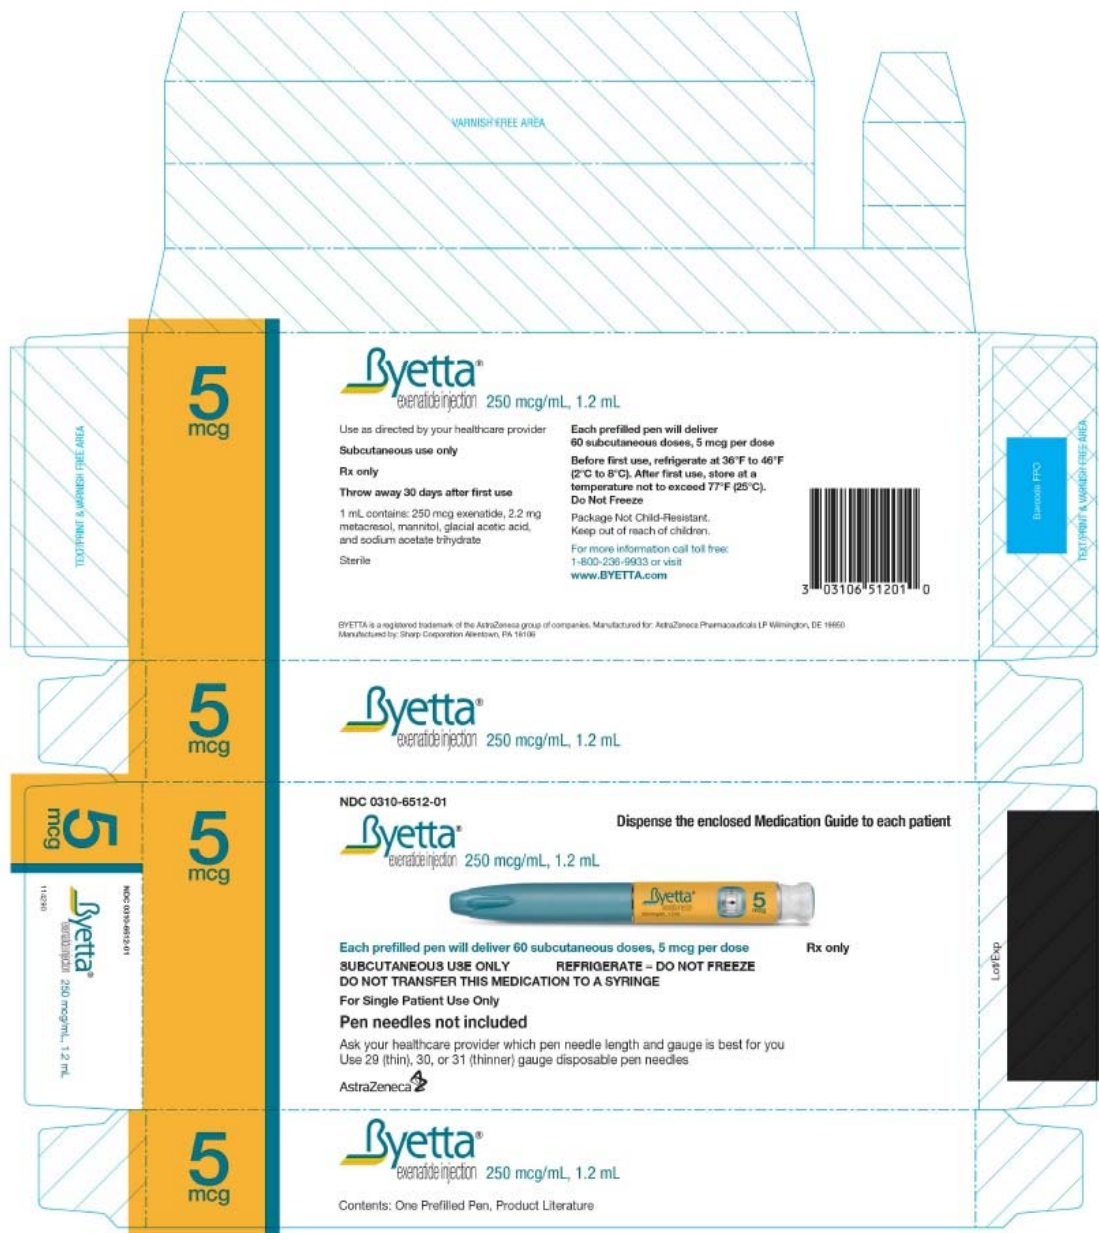 VARNISH FREE AREA
TEXT/PRINT & VARNISH FREE AREA
5
mcg
Byetta®
exenatide injection 250 mcg/mL, 1.2 mL
Use as directed by your healthcare provider
Subcutaneous use only
Rx only
Throw away 30 days after first use
1 mL contains: 250 mcg exenatide, 2.2 mg
metacresol, mannitol, glacial acetic acid,
and sodium acetate trihydrate
Sterile
Each prefilled pen will deliver
60 subcutaneous doses, 5 mcg per dose
Before first use, refrigerate at 36°F to 46°F
(2°C to 8°C). After first use, store at a
temperature not to exceed 77°F (25°C).
Do Not Freeze
Package Not Child-Resistant.
Keep out of reach of children.
For more information call toll free:
1-800-236-9933 or visit
www.BYETTA.com
3 03106 51201 0
Barcode FPO
TEXT/PRINT & VARNISH FREE AREA
BYETTA is a registered trademark of the AstraZeneca group of companies. Manufactured for: AstraZeneca Pharmaceuticals LP Wilmington, DE 19850
Manufactured by: Sharp Corporation Allentown, PA 18106
5
mcg
Byetta®
exenatide injection 250 mcg/mL, 1.2 mL
5
mcg
NDC 0310-6512-01
Byetta®
exenatide injection 250 mcg/mL, 1.2 mL
5
mcg
NDC 0310-6512-01
Dispense the enclosed Medication Guide to each patient
Byetta®
exenatide injection 250 mcg/mL, 1.2 mL
Byetta®
5
mcg
Each prefilled pen will deliver 60 subcutaneous doses, 5 mcg per dose Rx only
SUBCUTANEOUS USE ONLY REFRIGERATE – DO NOT FREEZE
DO NOT TRANSFER THIS MEDICATION TO A SYRINGE
For Single Patient Use Only
Pen needles not included
Ask your healthcare provider which pen needle length and gauge is best for you
Use 29 (thin), 30, or 31 (thinner) gauge disposable pen needles
AstraZeneca
Lot/Exp
5
mcg
Byetta®
exenatide injection 250 mcg/mL, 1.2 mL
Contents: One Prefilled Pen, Product Literature